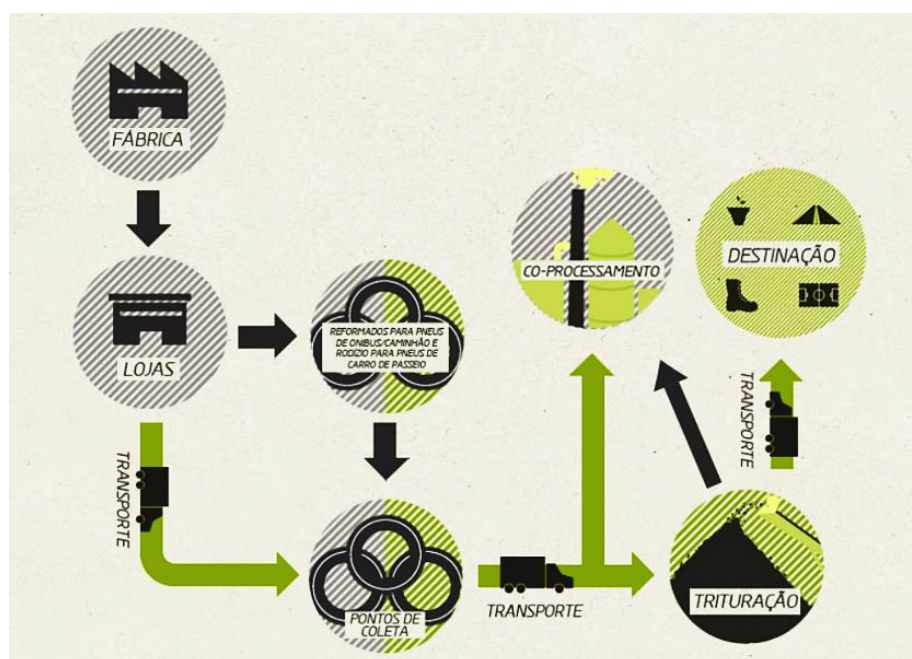 FÁBRICA
LOJAS
REFORMADOS PARA PNEUS
DE ONIBUS/CAMINHÃO E
RODÍZIO PARA PNEUS DE
CARRO DE PASSEIO
TRANSPORTE
PONTOS DE
COLETA
TRANSPORTE
CO-PROCESSAMENTO
TRITURAÇÃO
TRANSPORTE
DESTINAÇÃO